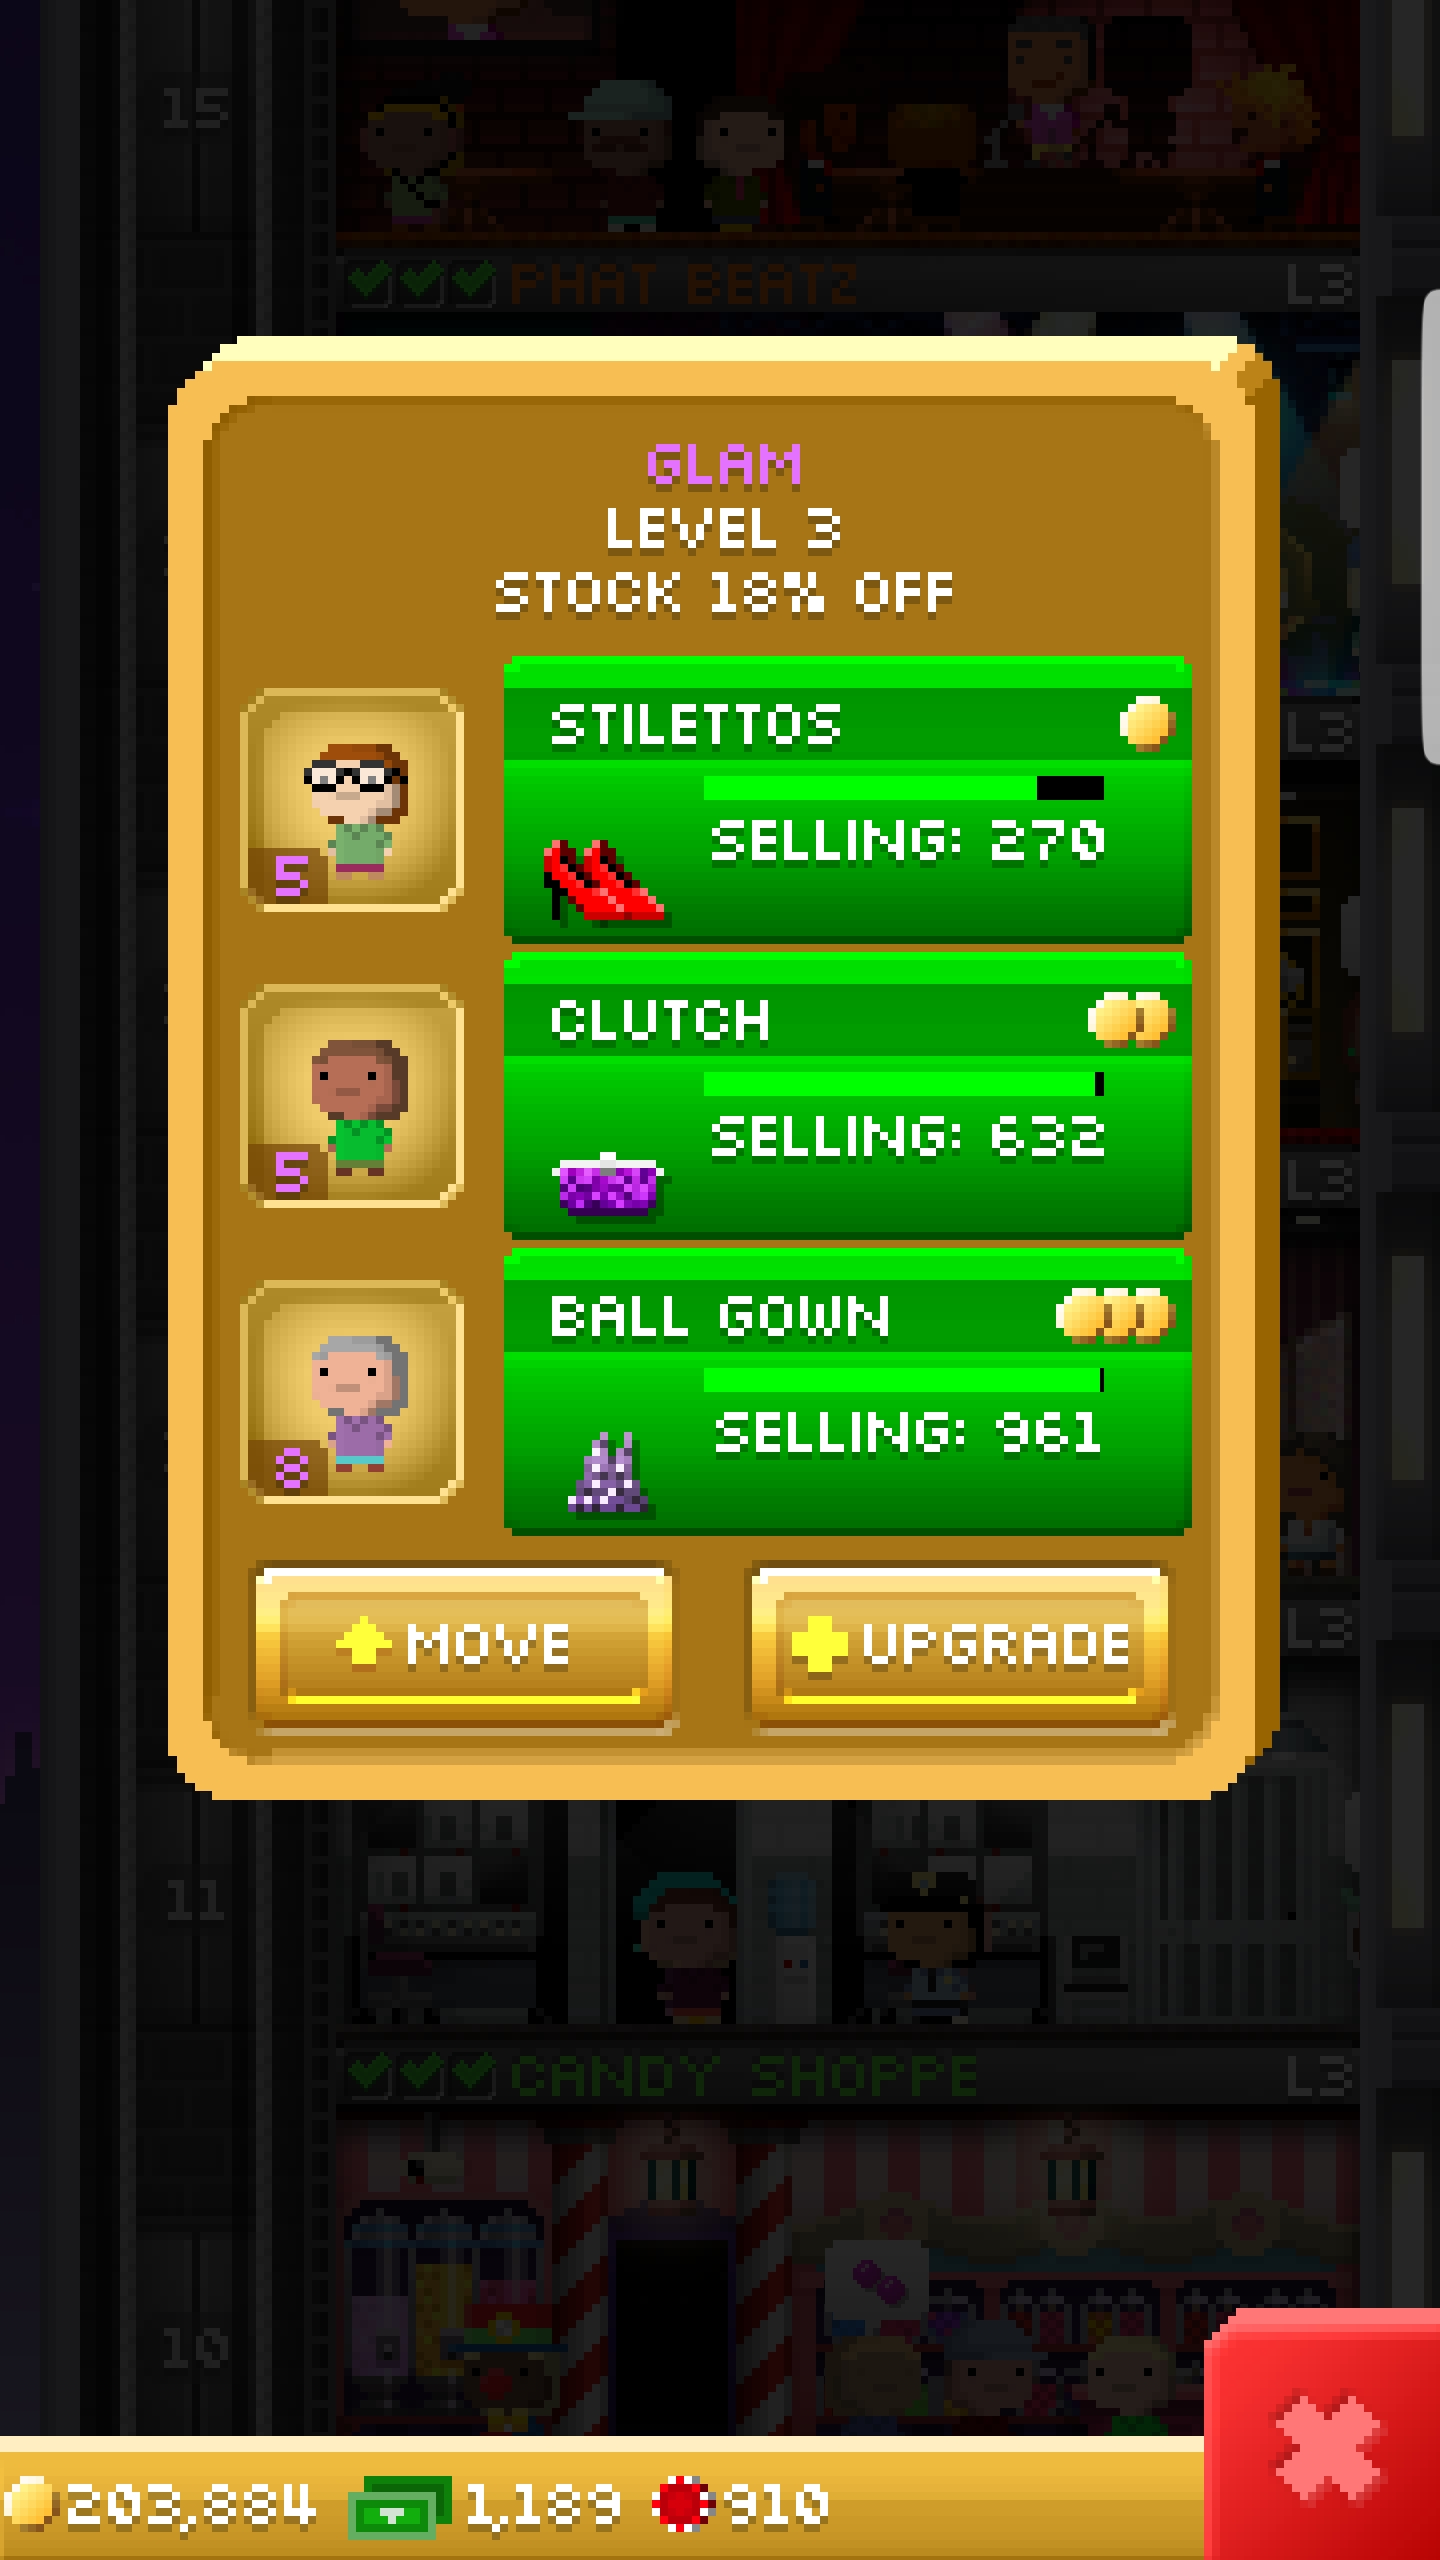 15
PHAT BEATZ L3
GLAM
LEVEL 3
STOCK 18% OFF
L3
STILETTOS
SELLING: 270
5
CLUTCH
SELLING: 632
5
L3
BALL GOWN
SELLING: 961
8
MOVE
UPGRADE
L3
11
CANDY SHOPPE L3
10
203,884 1,189 910